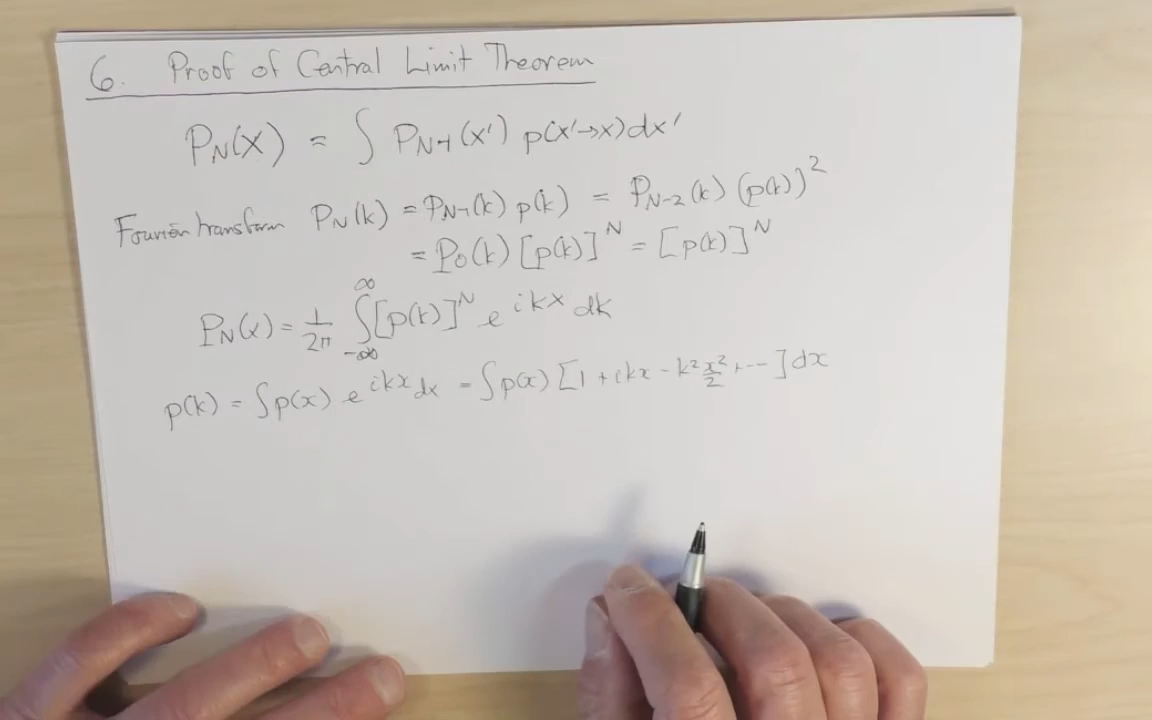 6. Proof of Central Limit Theorem
P_N(x) = ∫ P_{N-1}(x') p(x'→x) dx'
Fourier transform P_N(k) = P_{N-1}(k) p(k) = P_{N-2}(k) (p(k))^2
= P_0(k) [p(k)]^N = [p(k)]^N
P_N(x) = 1/2π ∫_{-∞}^{∞} [p(k)]^N e^{ikx} dk
p(k) = ∫p(x) e^{ikx} dx = ∫p(x) [1 + ikx - k^2 x^2/2 + ...] dx